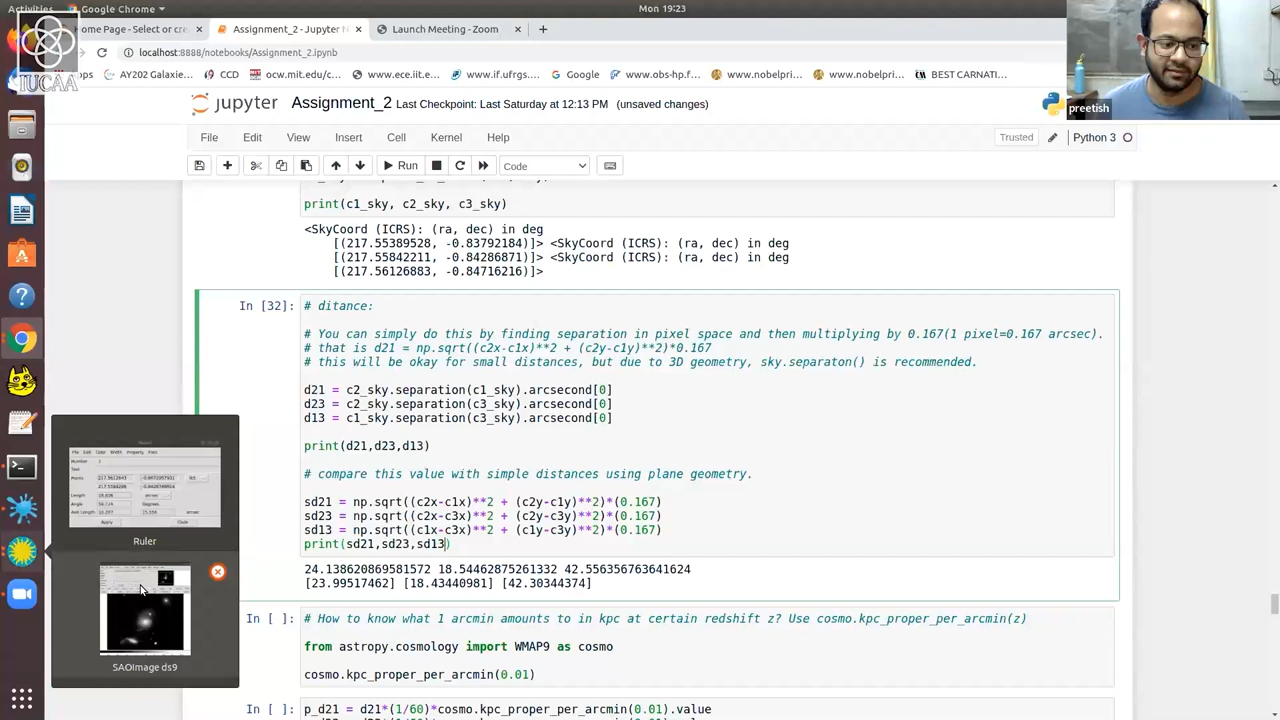 Activities
Google Chrome
Mon 19:23
Home Page - Select or cre
Assignment_2 - Jupyter N
Launch Meeting - Zoom
localhost:8888/notebooks/Assignment_2.ipynb
IUCAA
AY202 Galaxie
CCD
ocw.mit.edu/c
www.ece.iit.e
www.ufrgs
Google
www.obs-hp.f
www.nobelpri
www.nobelpri
BEST CARNATI
preetish
jupyter
Assignment_2 Last Checkpoint: Last Saturday at 12:13 PM (unsaved changes)
File Edit View Insert Cell Kernel Help
Trusted
Python 3
Run
Code
print(c1_sky, c2_sky, c3_sky)
<SkyCoord (ICRS): (ra, dec) in deg
[(217.55389528, -0.83792184)]> <SkyCoord (ICRS): (ra, dec) in deg
[(217.55842211, -0.84286871)]> <SkyCoord (ICRS): (ra, dec) in deg
[(217.56126883, -0.84716216)]>
In [32]:
# ditance:
# You can simply do this by finding separation in pixel space and then multiplying by 0.167(1 pixel=0.167 arcsec).
# that is d21 = np.sqrt((c2x-c1x)**2 + (c2y-c1y)**2)*0.167
# this will be okay for small distances, but due to 3D geometry, sky.separaton() is recommended.
d21 = c2_sky.separation(c1_sky).arcsecond[0]
d23 = c2_sky.separation(c3_sky).arcsecond[0]
d13 = c1_sky.separation(c3_sky).arcsecond[0]
print(d21,d23,d13)
# compare this value with simple distances using plane geometry.
sd21 = np.sqrt((c2x-c1x)**2 + (c2y-c1y)**2)*(0.167)
sd23 = np.sqrt((c2x-c3x)**2 + (c2y-c3y)**2)*(0.167)
sd13 = np.sqrt((c1x-c3x)**2 + (c1y-c3y)**2)*(0.167)
print(sd21,sd23,sd13)
24.138620869581572 18.54462875261332 42.556356763641624
[23.99517462] [18.43440981] [42.30344374]
Ruler
SAOImage ds9
In [ ]:
# How to know what 1 arcmin amounts to in kpc at certain redshift z? Use cosmo.kpc_proper_per_arcmin(z)
from astropy.cosmology import WMAP9 as cosmo
cosmo.kpc_proper_per_arcmin(0.01)
In [ ]:
p_d21 = d21*(1/60)*cosmo.kpc_proper_per_arcmin(0.01).value